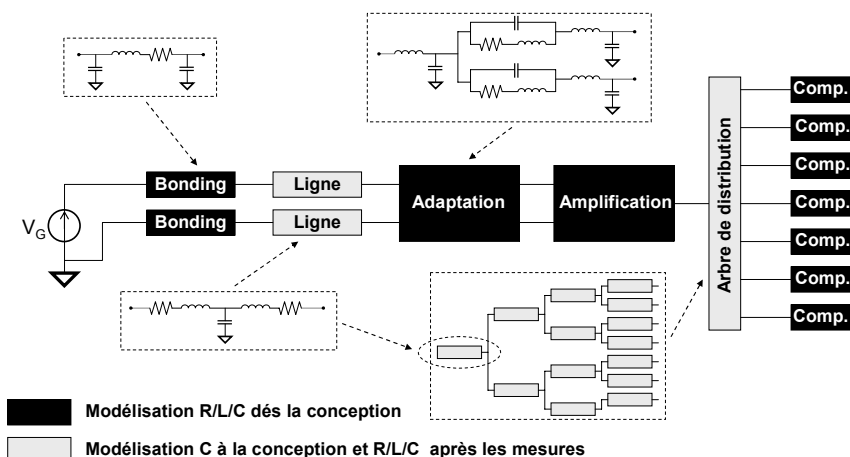 Bonding
Ligne
Bonding
Ligne
Adaptation
Amplification
V_G
Arbre de distribution
Comp.
Comp.
Comp.
Comp.
Comp.
Comp.
Comp.
Modélisation R/L/C dés la conception
Modélisation C à la conception et R/L/C après les mesures